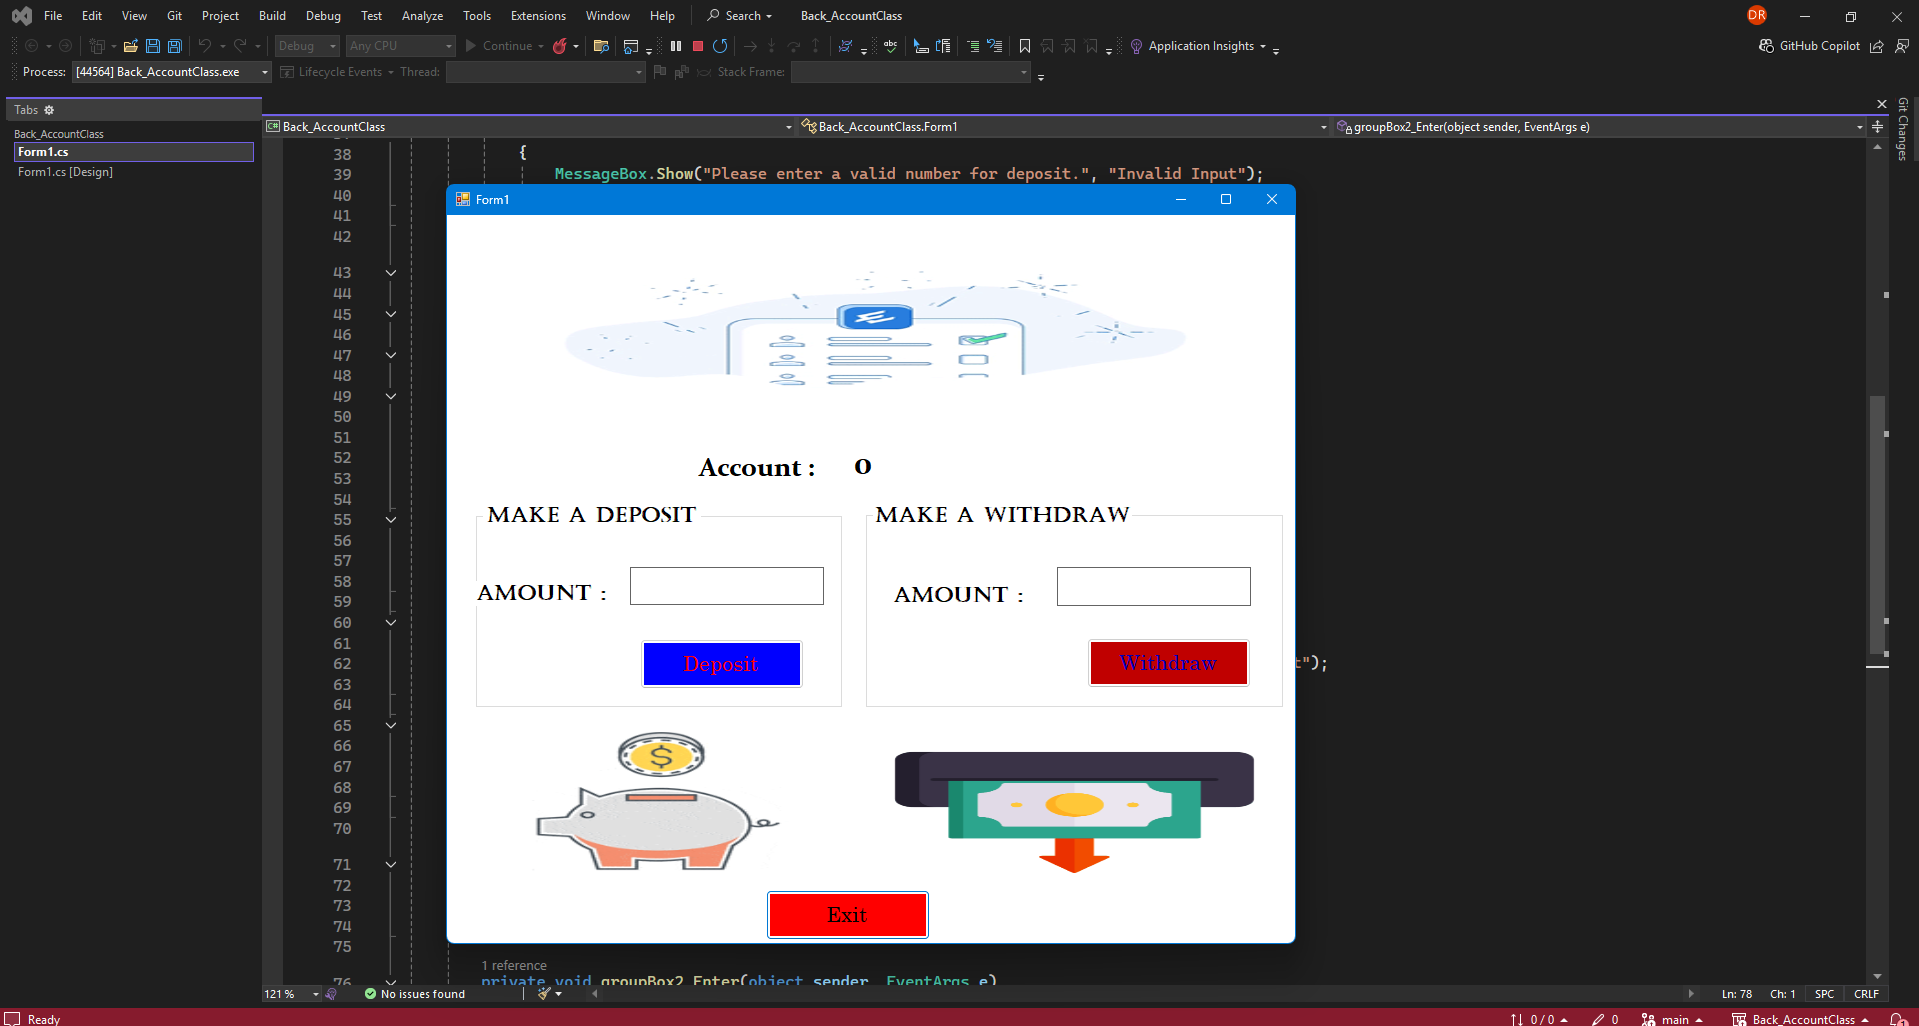 File Edit View Git Project Build Debug Test Analyze Tools Extensions Window Help Search Back_AccountClass DR
Debug Any CPU Continue Application Insights GitHub Copilot
Process: [44564] Back_AccountClass.exe Lifecycle Events Thread: Stack Frame:
Tabs
Back_AccountClass
Form1.cs
Form1.cs [Design]
Git Changes
Back_AccountClass Back_AccountClass.Form1 groupBox2_Enter(object sender, EventArgs e)
38 {
39 MessageBox.Show("Please enter a valid number for deposit.", "Invalid Input");
40
41
42
43
44
45
46
47
48
49
50
51
52
53
54
55
56
57
58
59
60
61
62 t");
63
64
65
66
67
68
69
70
71
72
73
74
75
1 reference
76 private void groupBox2_Enter(object sender, EventArgs e)
Form1
Account : 0
MAKE A DEPOSIT
AMOUNT :
Deposit
MAKE A WITHDRAW
AMOUNT :
Withdraw
$
Exit
121 % No issues found Ln: 78 Ch: 1 SPC CRLF
Ready 0 / 0 0 main Back_AccountClass